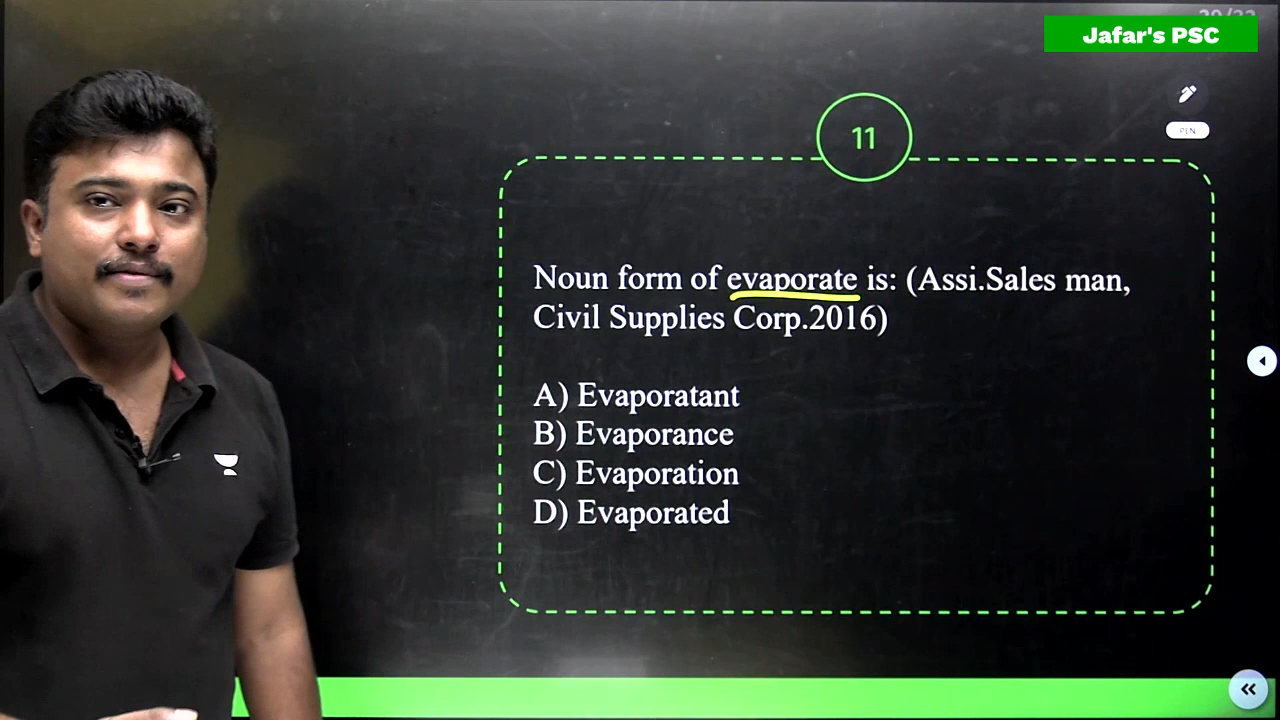 Jafar's PSC
PEN
11
Noun form of evaporate is: (Assi.Sales man,
Civil Supplies Corp.2016)
A) Evaporatant
B) Evaporance
C) Evaporation
D) Evaporated